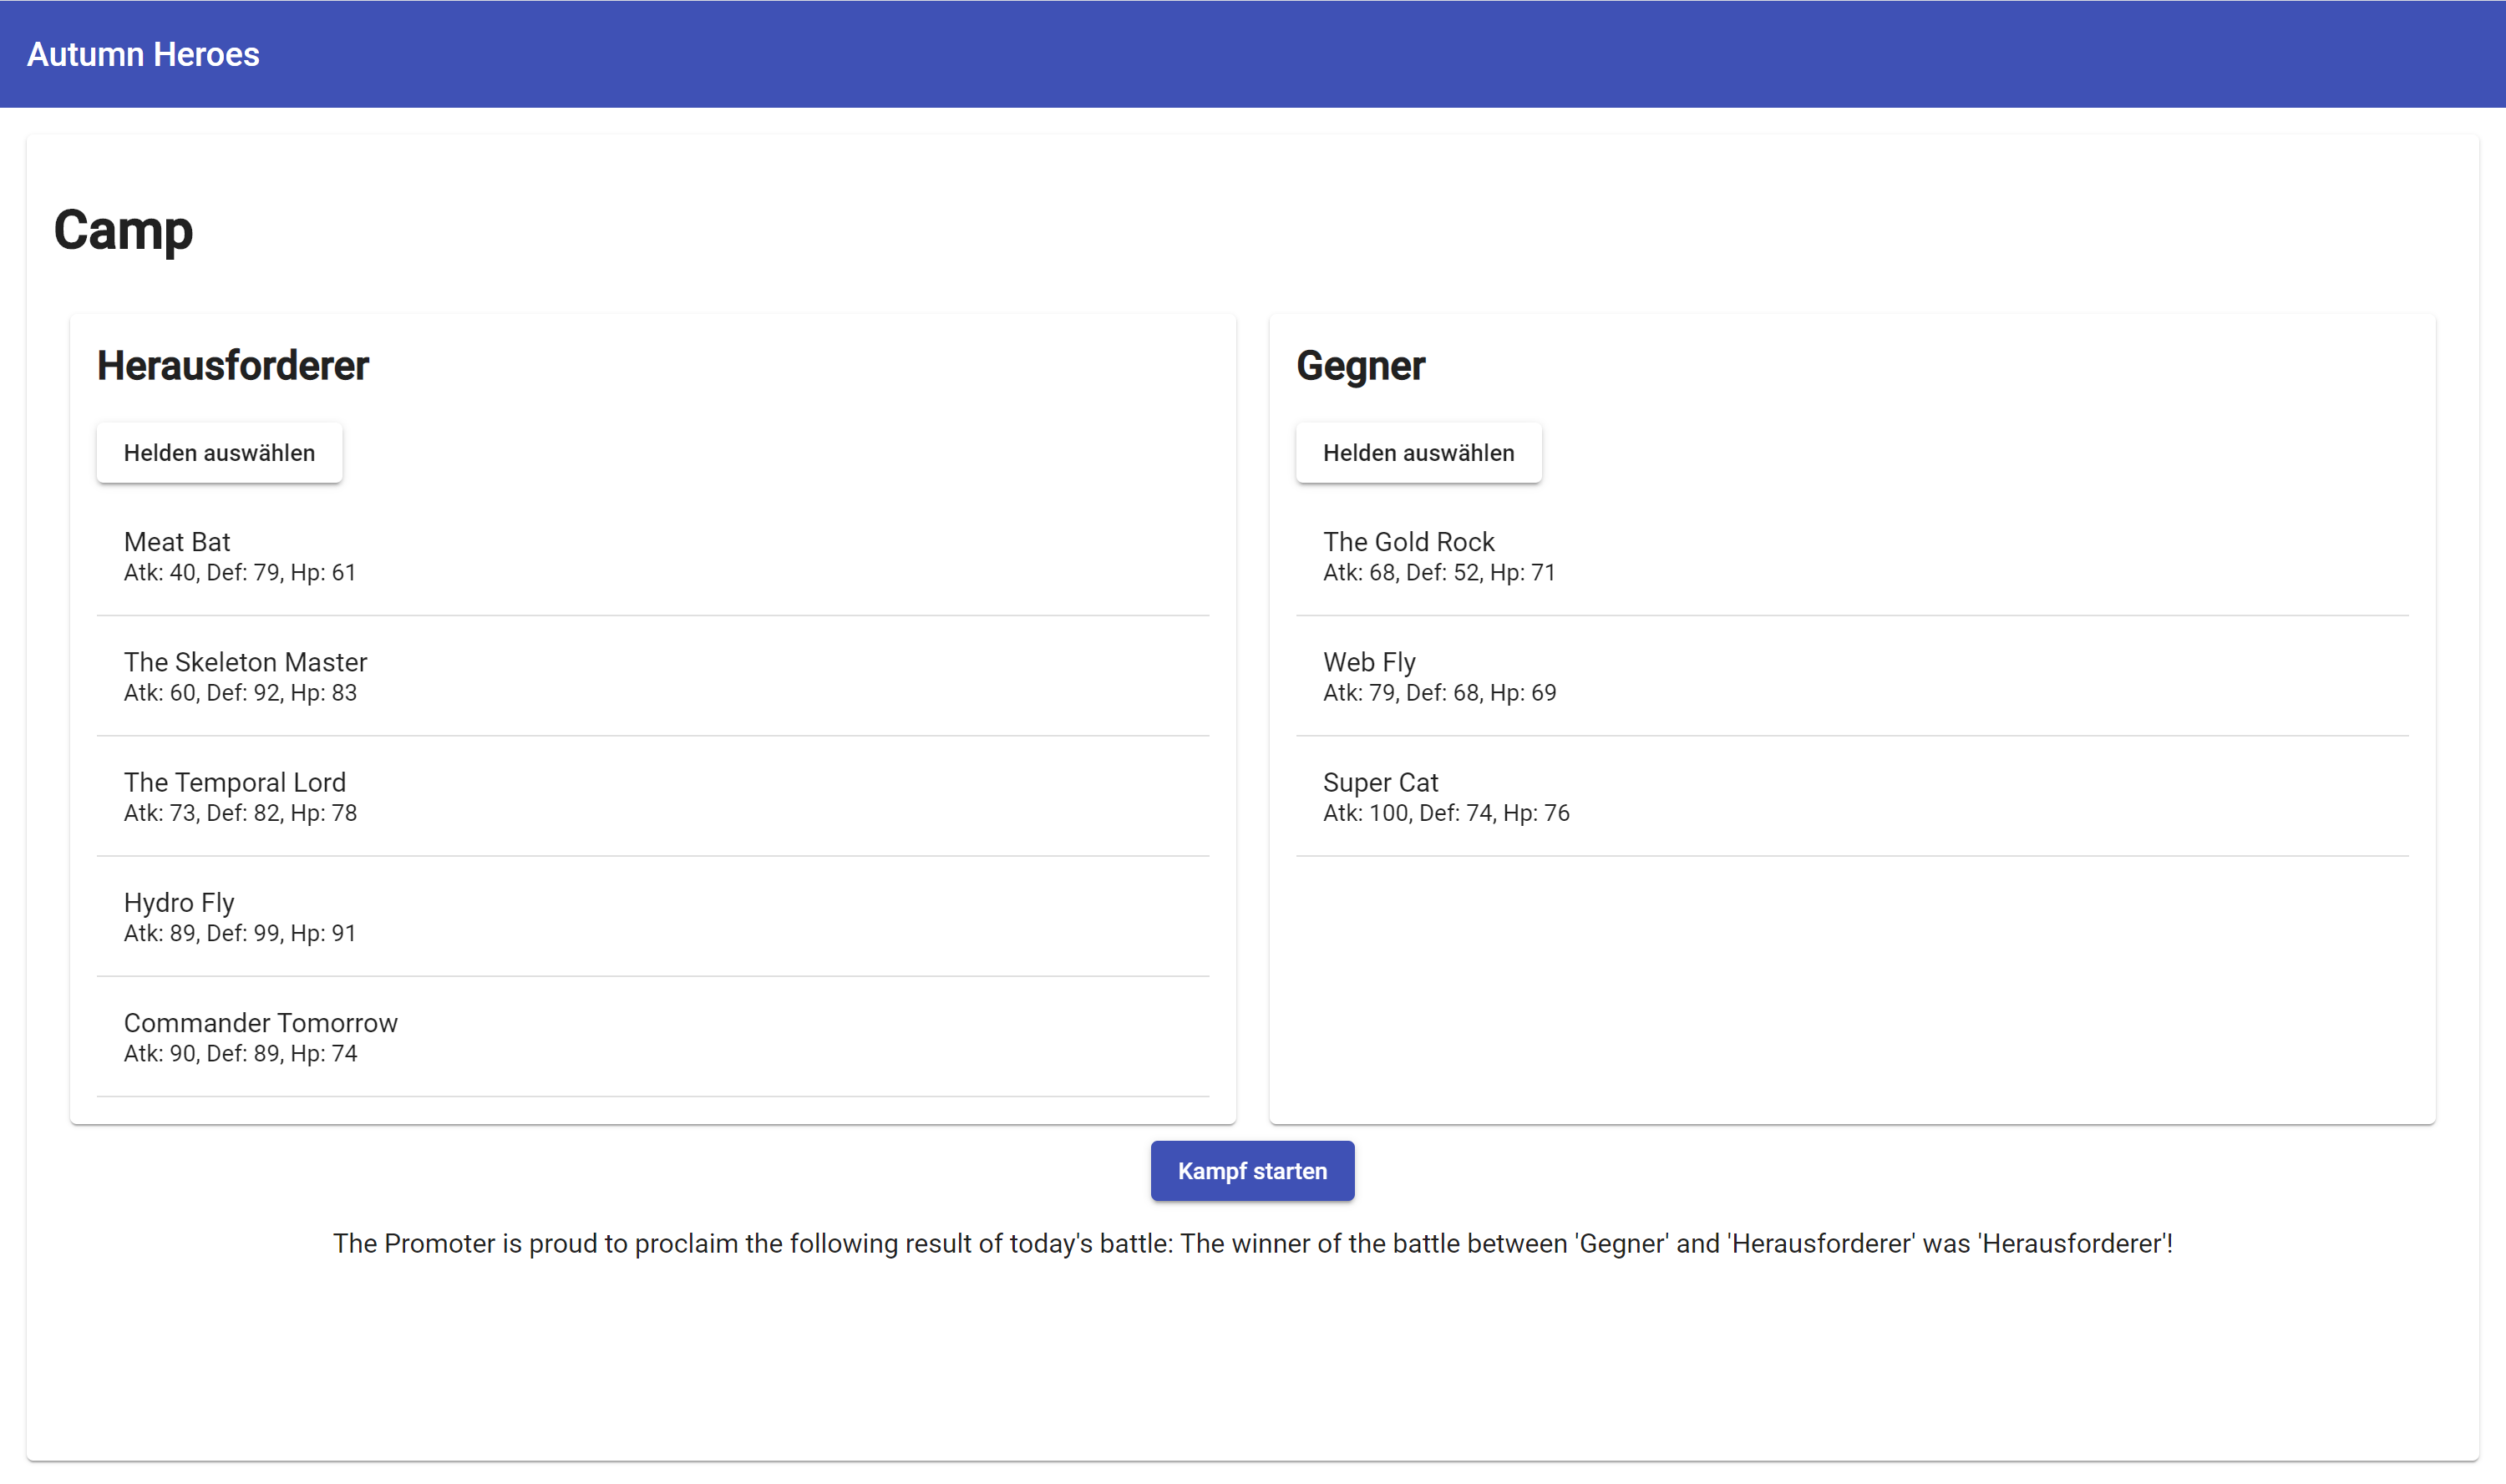 Autumn Heroes
Camp
Herausforderer
Helden auswählen
Meat Bat
Atk: 40, Def: 79, Hp: 61
The Skeleton Master
Atk: 60, Def: 92, Hp: 83
The Temporal Lord
Atk: 73, Def: 82, Hp: 78
Hydro Fly
Atk: 89, Def: 99, Hp: 91
Commander Tomorrow
Atk: 90, Def: 89, Hp: 74
Gegner
Helden auswählen
The Gold Rock
Atk: 68, Def: 52, Hp: 71
Web Fly
Atk: 79, Def: 68, Hp: 69
Super Cat
Atk: 100, Def: 74, Hp: 76
Kampf starten
The Promoter is proud to proclaim the following result of today's battle: The winner of the battle between 'Gegner' and 'Herausforderer' was 'Herausforderer'!